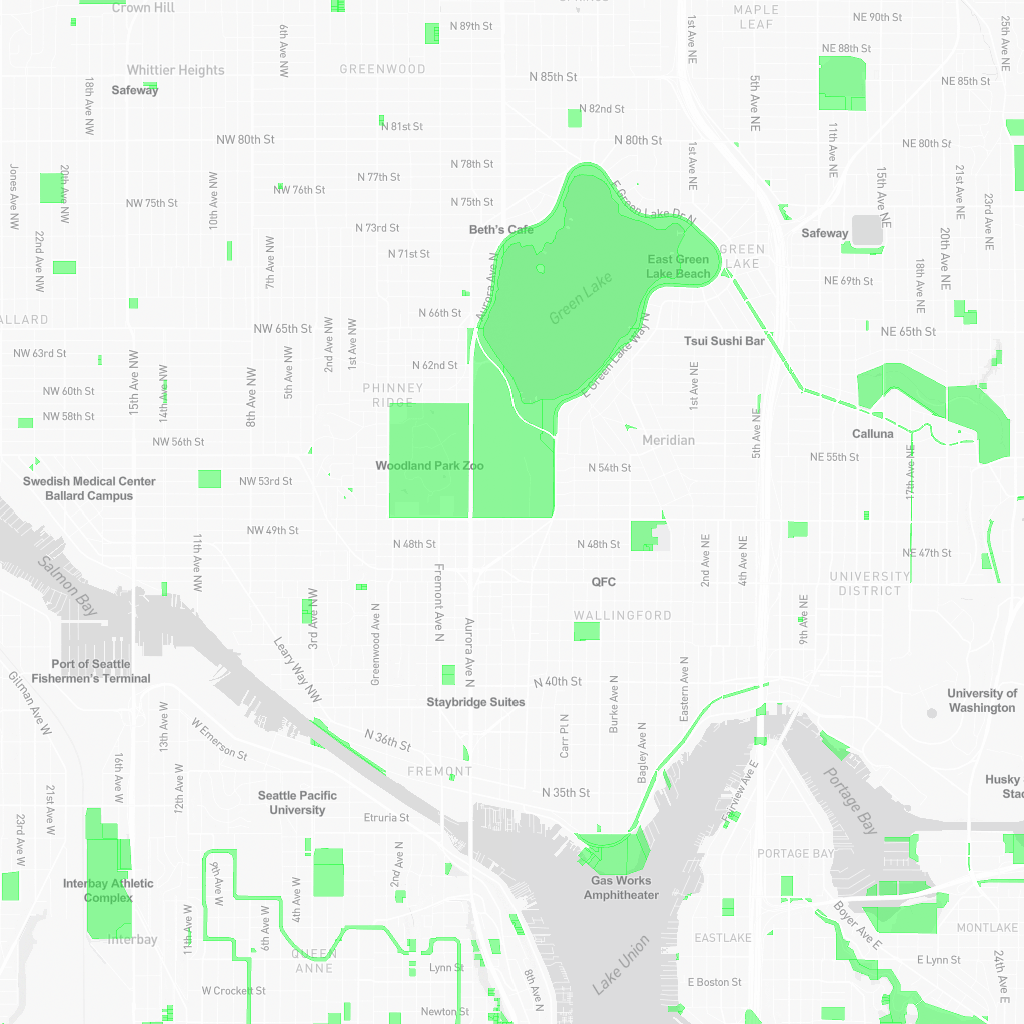 Crown Hill
N 89th St
6th Ave NW
Whittier Heights
GREENWOOD
18th Ave NW
Safeway
N 85th St
1st Ave NE
MAPLE
LEAF
NE 90th St
25th Ave NE
NE 88th St
NE 85th St
5th Ave NE
N 82nd St
N 81st St
NW 80th St
N 80th St
11th Ave NE
NE 80th St
Jones Ave NW
20th Ave NW
10th Ave NW
N 78th St
N 77th St
NW 76th St
NW 75th St
N 75th St
1st Ave NE
15th Ave NE
21st Ave NE
23rd Ave NE
E Green Lake Dr N
N 73rd St
Beth's Cafe
Safeway
22nd Ave NW
7th Ave NW
N 71st St
GREEN
LAKE
20th Ave NE
East Green
Lake Beach
18th Ave NE
NE 69th St
Aurora Ave N
Green Lake
ALLARD
N 66th St
NW 65th St
NE 65th St
2nd Ave NW
1st Ave NW
E Green Lake Way N
Tsui Sushi Bar
NW 63rd St
N 62nd St
15th Ave NW
14th Ave NW
8th Ave NW
5th Ave NW
NW 60th St
PHINNEY
RIDGE
1st Ave NE
NW 58th St
5th Ave NE
NW 56th St
Meridian
Calluna
NE 55th St
17th Ave NE
Woodland Park Zoo
N 54th St
Swedish Medical Center
Ballard Campus
NW 53rd St
NW 49th St
N 48th St
N 48th St
2nd Ave NE
4th Ave NE
NE 47th St
11th Ave NW
Salmon Bay
QFC
UNIVERSITY
DISTRICT
Fremont Ave N
3rd Ave NW
Greenwood Ave N
WALLINGFORD
9th Ave NE
Aurora Ave N
Leary Way NW
Port of Seattle
Fishermen's Terminal
Gilman Ave W
N 40th St
Eastern Ave N
Burke Ave N
Staybridge Suites
University of
Washington
13th Ave W
W Emerson St
Carr Pl N
Bagley Ave N
N 36th St
19th Ave W
12th Ave W
FREMONT
Fairview Ave E
Portage Bay
Husky
Stac
21st Ave W
23rd Ave W
Seattle Pacific
University
N 35th St
Etruria St
PORTAGE BAY
2nd Ave N
9th Ave W
4th Ave W
Interbay Athletic
Complex
Gas Works
Amphitheater
Boyer Ave E
11th Ave W
6th Ave W
Interbay
EASTLAKE
MONTLAKE
QUEEN
ANNE
Lake Union
E Lynn St
Lynn St
24th Ave E
8th Ave N
E Boston St
W Crockett St
Newton St